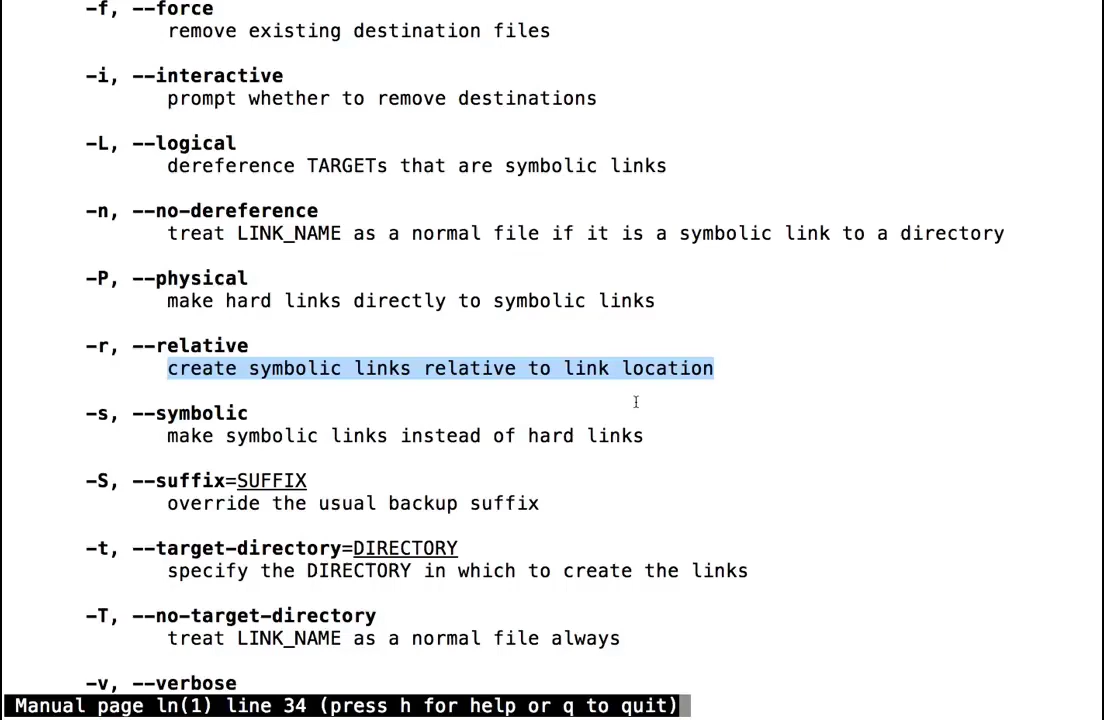 -f, --force
remove existing destination files
-i, --interactive
prompt whether to remove destinations
-L, --logical
dereference TARGETs that are symbolic links
-n, --no-dereference
treat LINK_NAME as a normal file if it is a symbolic link to a directory
-P, --physical
make hard links directly to symbolic links
-r, --relative
create symbolic links relative to link location
-s, --symbolic
make symbolic links instead of hard links
-S, --suffix=SUFFIX
override the usual backup suffix
-t, --target-directory=DIRECTORY
specify the DIRECTORY in which to create the links
-T, --no-target-directory
treat LINK_NAME as a normal file always
-v, --verbose
Manual page ln(1) line 34 (press h for help or q to quit)